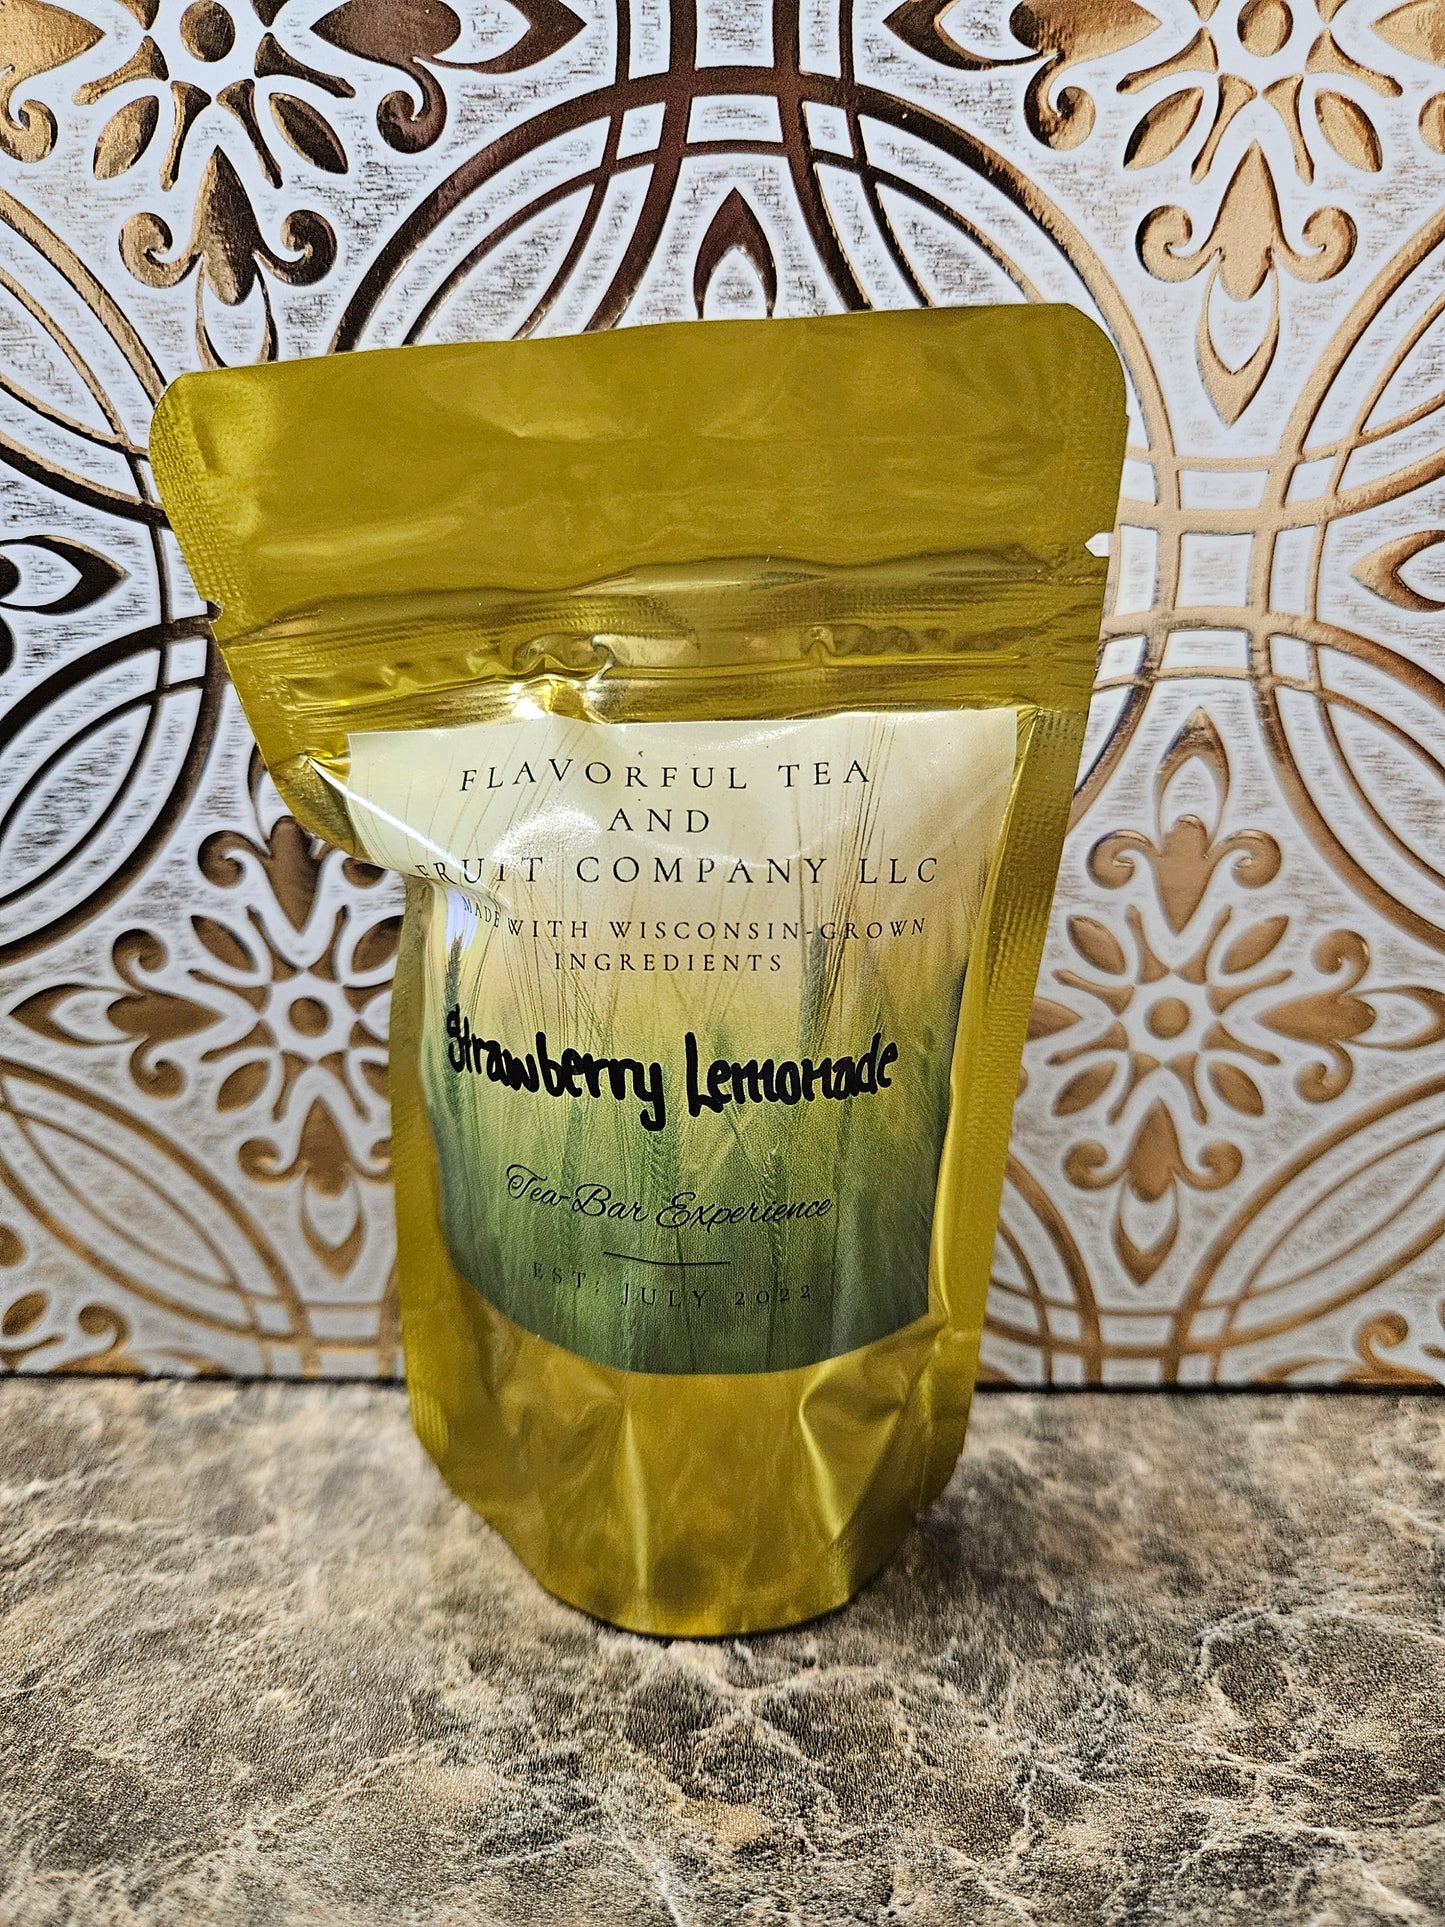 FLAVORFUL TEA
AND
FRUIT COMPANY LLC
MADE WITH WISCONSIN-GROWN
INGREDIENTS
Strawberry Lemonade
Tea-Bar Experience
EST: JULY 2022